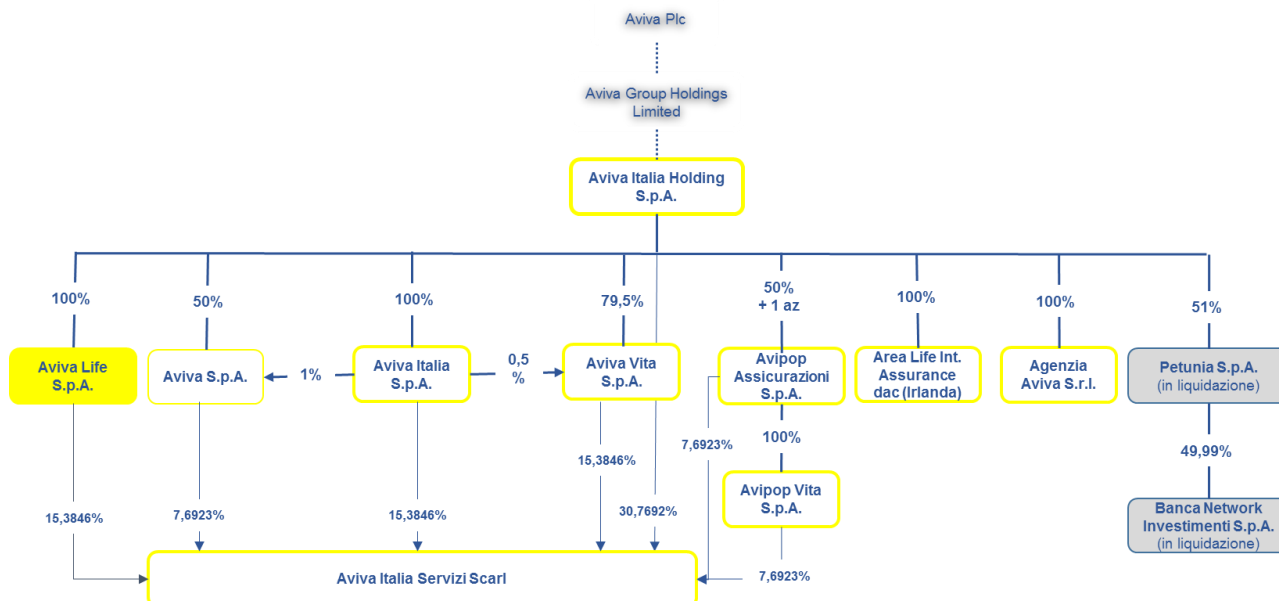 Aviva Plc
Aviva Group Holdings
Limited
Aviva Italia Holding
S.p.A.
100%
50%
100%
79,5%
50%
+ 1 az
100%
100%
51%
Aviva Life
S.p.A.
Aviva S.p.A.
1%
Aviva Italia
S.p.A.
0,5
%
Aviva Vita
S.p.A.
Avipop
Assicurazioni
S.p.A.
Area Life Int.
Assurance
dac (Irlanda)
Agenzia
Aviva S.r.l.
Petunia S.p.A.
(in liquidazione)
7,6923%
100%
49,99%
15,3846%
Avipop Vita
S.p.A.
15,3846%
7,6923%
15,3846%
30,7692%
Banca Network
Investimenti S.p.A.
(in liquidazione)
Aviva Italia Servizi Scarl
7,6923%